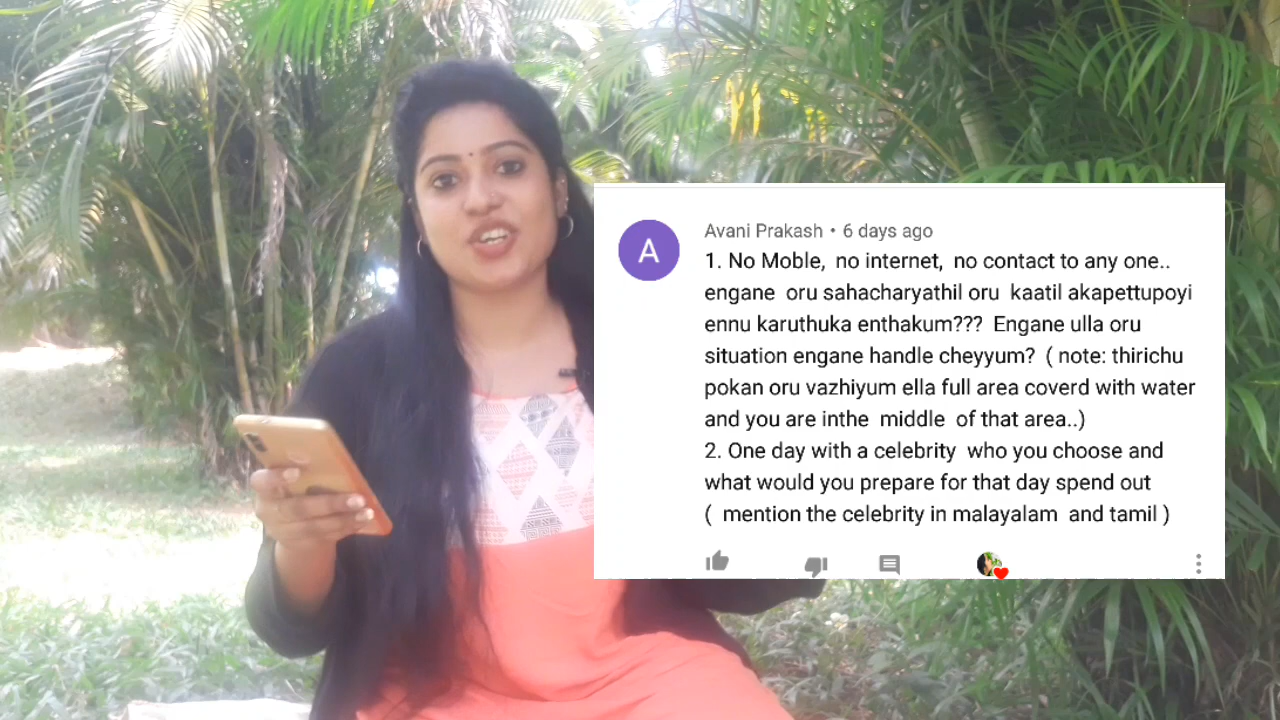 A
Avani Prakash • 6 days ago
1. No Moble, no internet, no contact to any one..
engane oru sahacharyathil oru kaatil akapettupoyi
ennu karuthuka enthakum??? Engane ulla oru
situation engane handle cheyyum? ( note: thirichu
pokan oru vazhiyum ella full area coverd with water
and you are inthe middle of that area..)
2. One day with a celebrity who you choose and
what would you prepare for that day spend out
( mention the celebrity in malayalam and tamil )